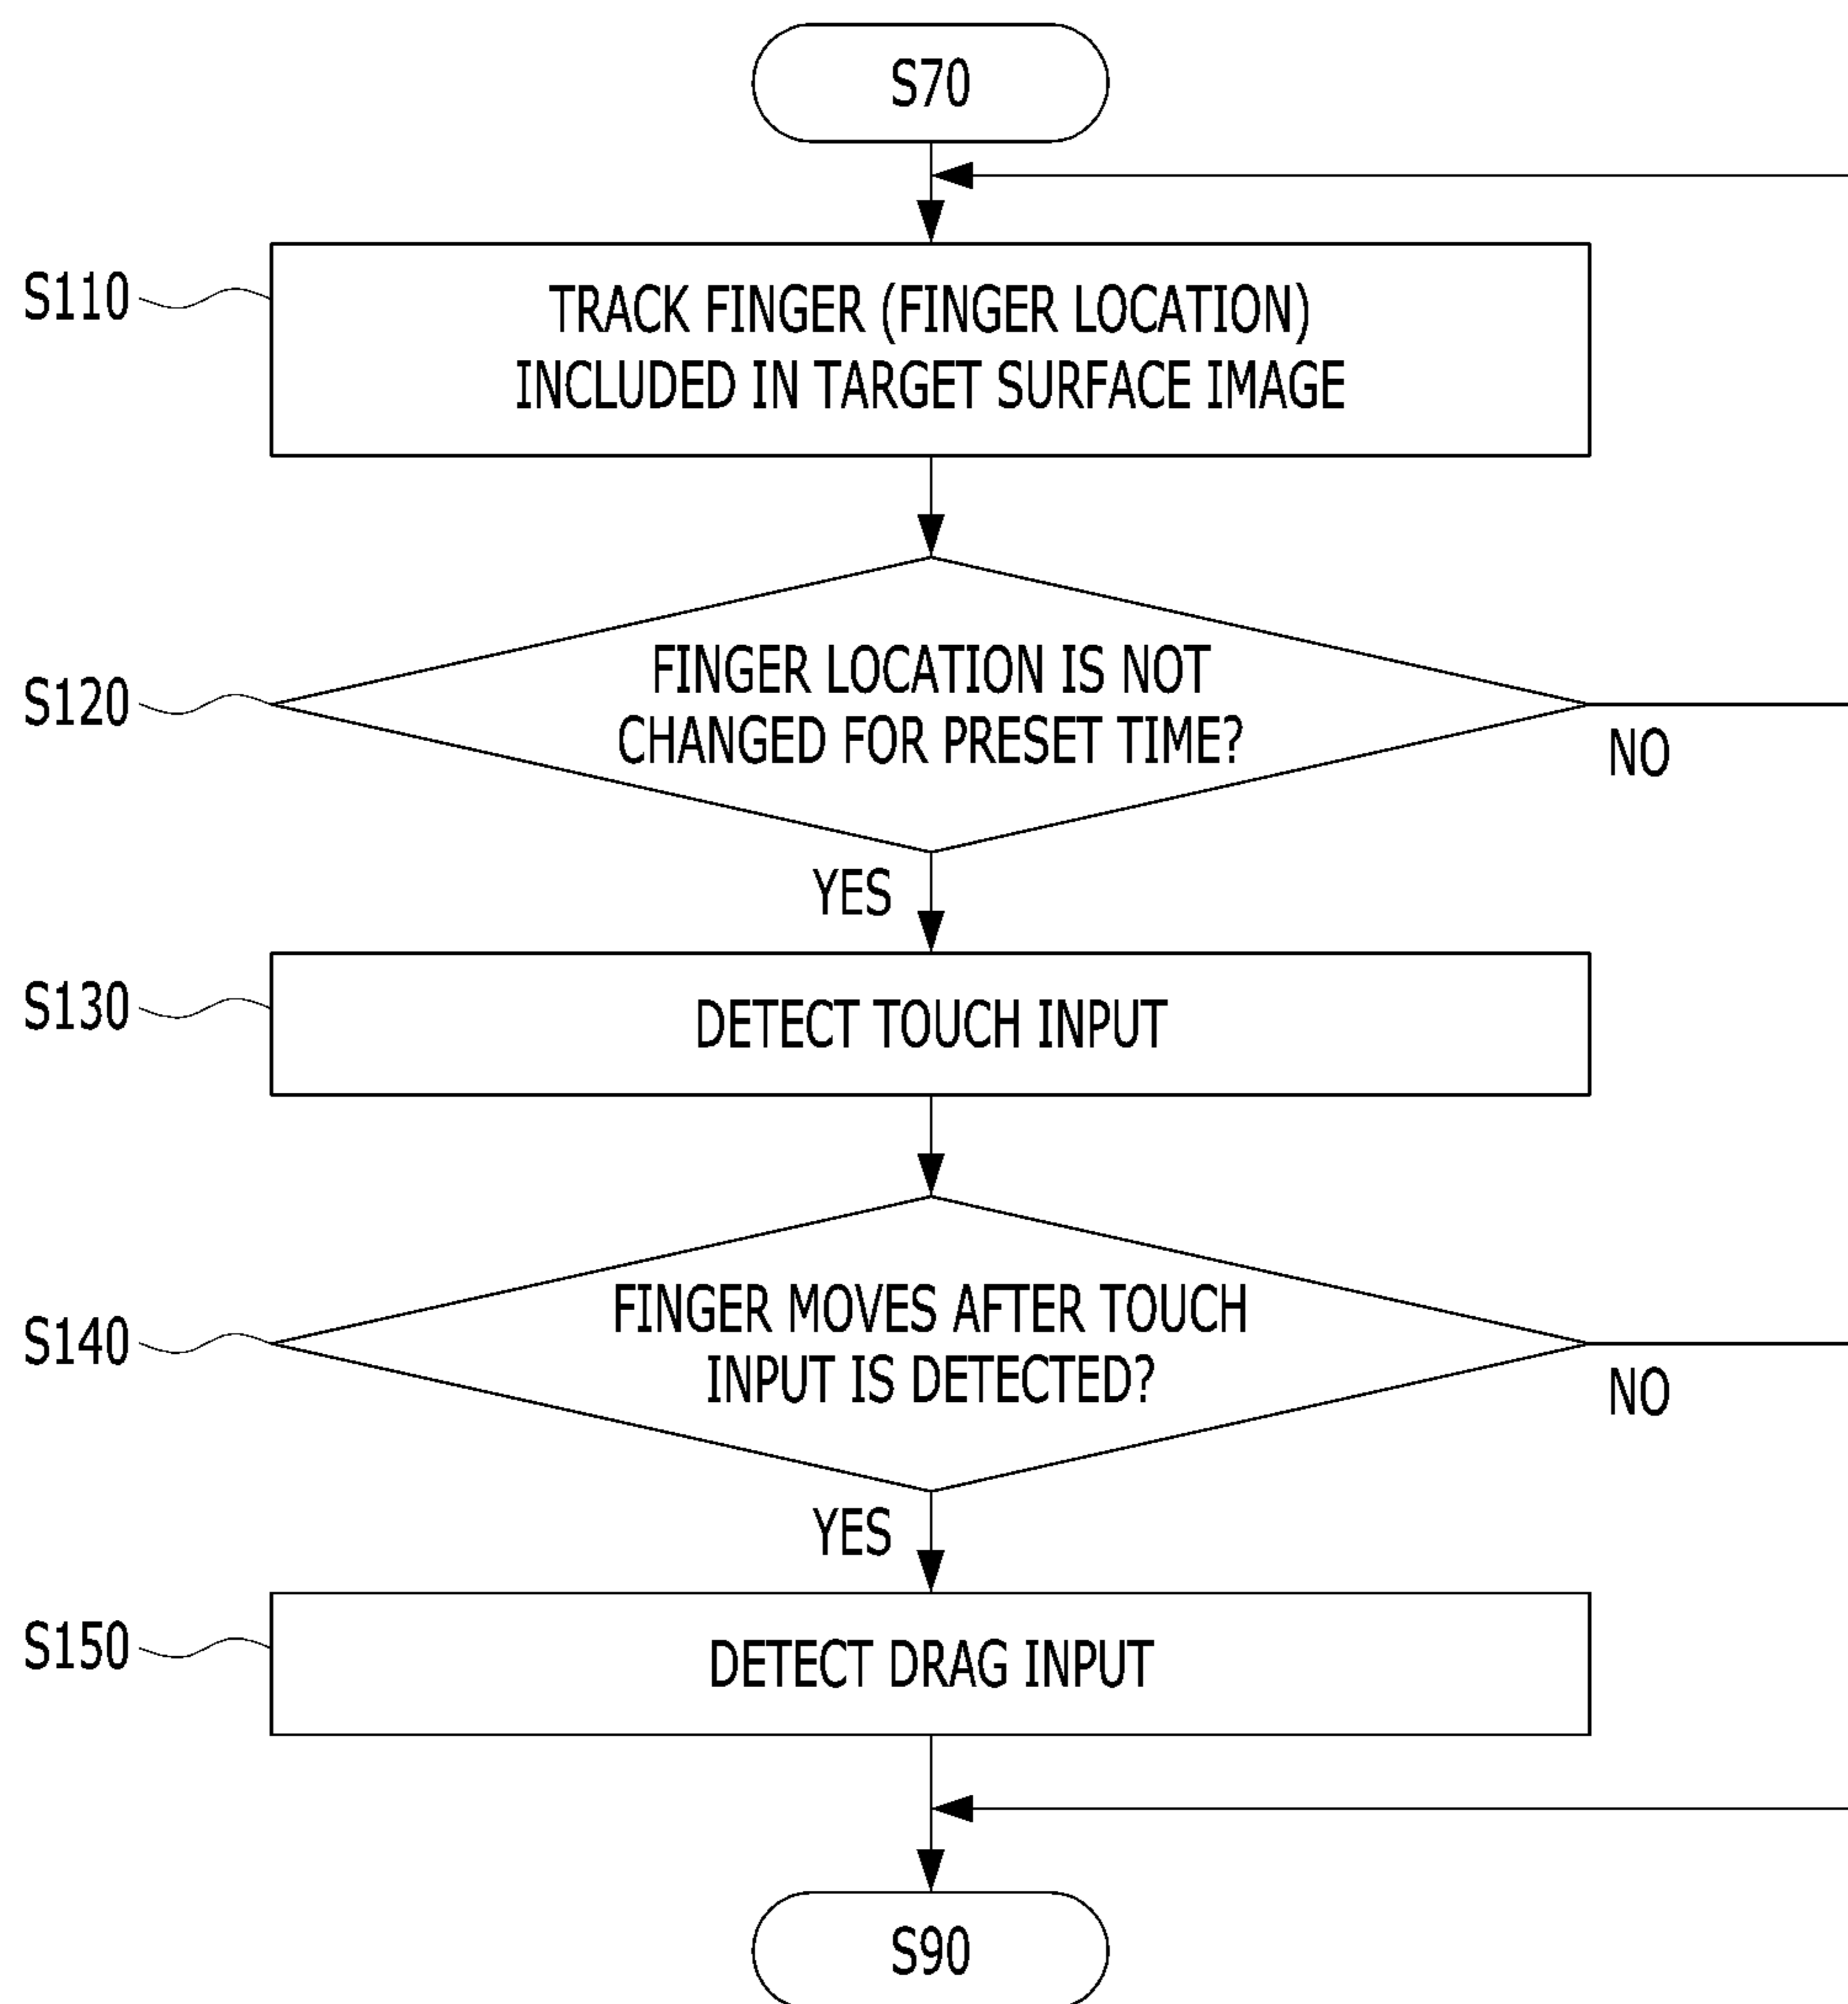 S70
S110
TRACK FINGER (FINGER LOCATION)
INCLUDED IN TARGET SURFACE IMAGE
S120
FINGER LOCATION IS NOT
CHANGED FOR PRESET TIME?
NO
YES
S130
DETECT TOUCH INPUT
S140
FINGER MOVES AFTER TOUCH
INPUT IS DETECTED?
NO
YES
S150
DETECT DRAG INPUT
S90